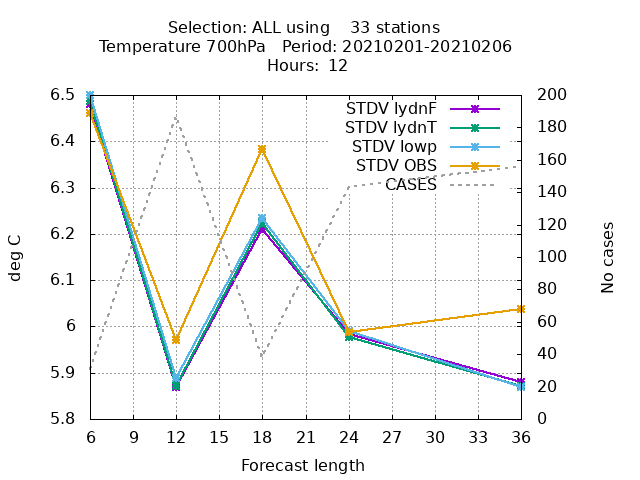 Selection: ALL using    33 stations
Temperature 700hPa   Period: 20210201-20210206
Hours:  12
6.5
6.4
6.3
6.2
6.1
6
5.9
5.8
deg C
STDV IydnF
STDV IydnT
STDV lowp
STDV OBS
CASES
200
180
160
140
120
100
80
60
40
20
0
No cases
6 9 12 15 18 21 24 27 30 33 36
Forecast length